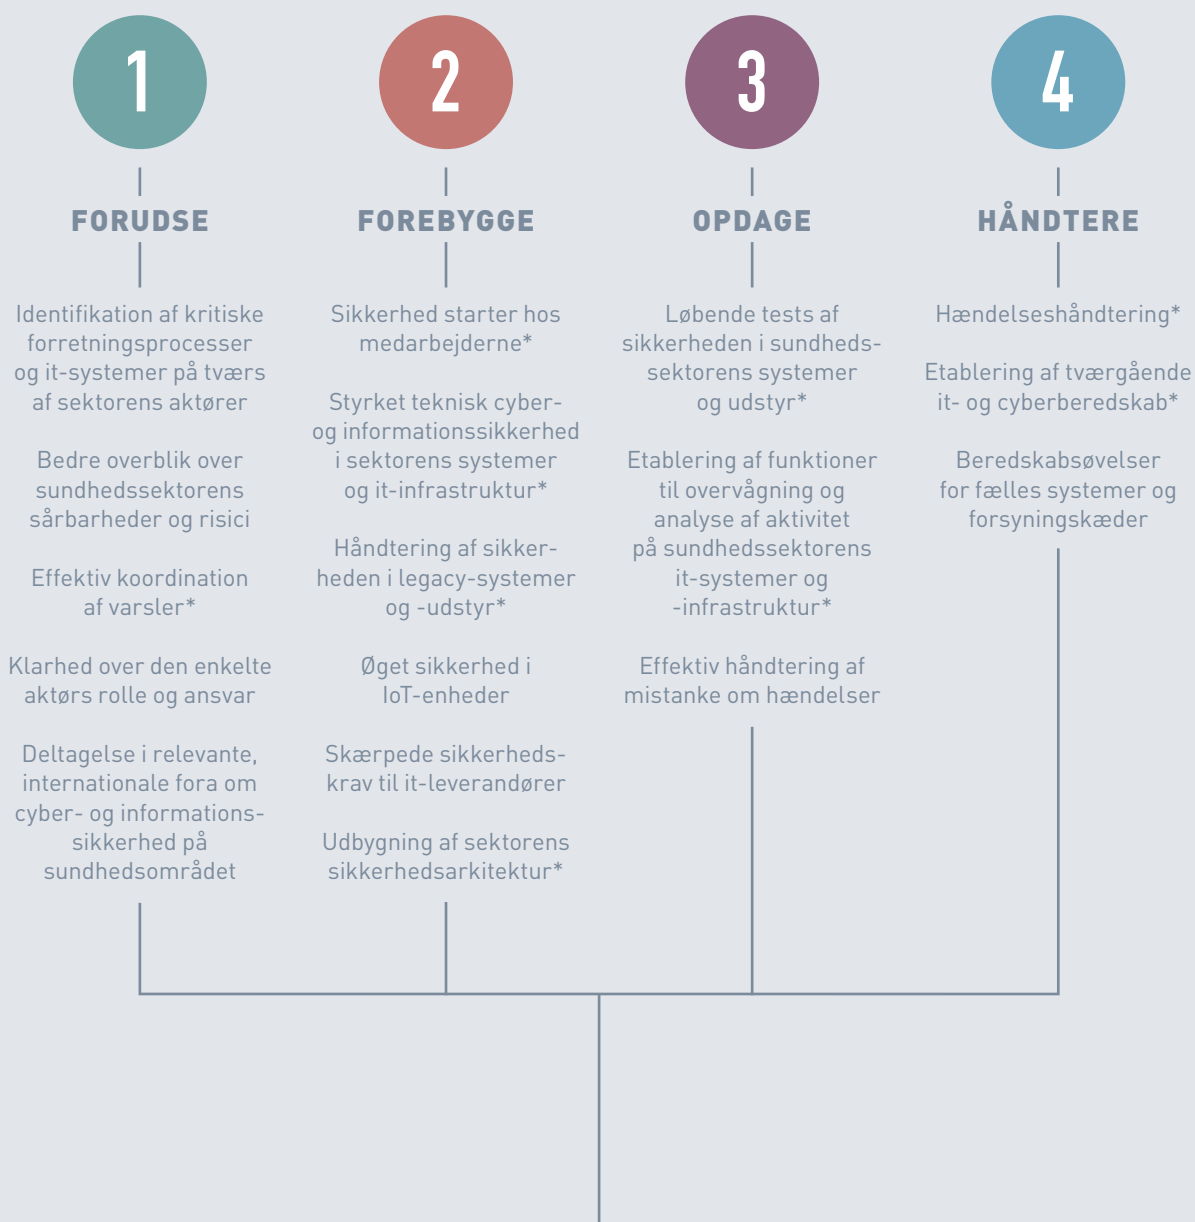 1
FORUDSE
Identifikation af kritiske
forretningsprocesser
og it-systemer på tværs
af sektorens aktører
Bedre overblik over
sundhedssektorens
sårbarheder og risici
Effektiv koordination
af varsler*
Klarhed over den enkelte
aktørs rolle og ansvar
Deltagelse i relevante,
internationale fora om
cyber- og informations-
sikkerhed på
sundhedsområdet
2
FOREBYGGE
Sikkerhed starter hos
medarbejderne*
Styrket teknisk cyber-
og informationssikkerhed
i sektorens systemer
og it-infrastruktur*
Håndtering af sikker-
heden i legacy-systemer
og -udstyr*
Øget sikkerhed i
IoT-enheder
Skærpede sikkerheds-
krav til it-leverandører
Udbygning af sektorens
sikkerhedsarkitektur*
3
OPDAGE
Løbende tests af
sikkerheden i sundheds-
sektorens systemer
og udstyr*
Etablering af funktioner
til overvågning og
analyse af aktivitet
på sundhedssektorens
it-systemer og
-infrastruktur*
Effektiv håndtering af
mistanke om hændelser
4
HÅNDTERE
Hændelseshåndtering*
Etablering af tværgående
it- og cyberberedskab*
Beredskabsøvelser
for fælles systemer og
forsyningskæder